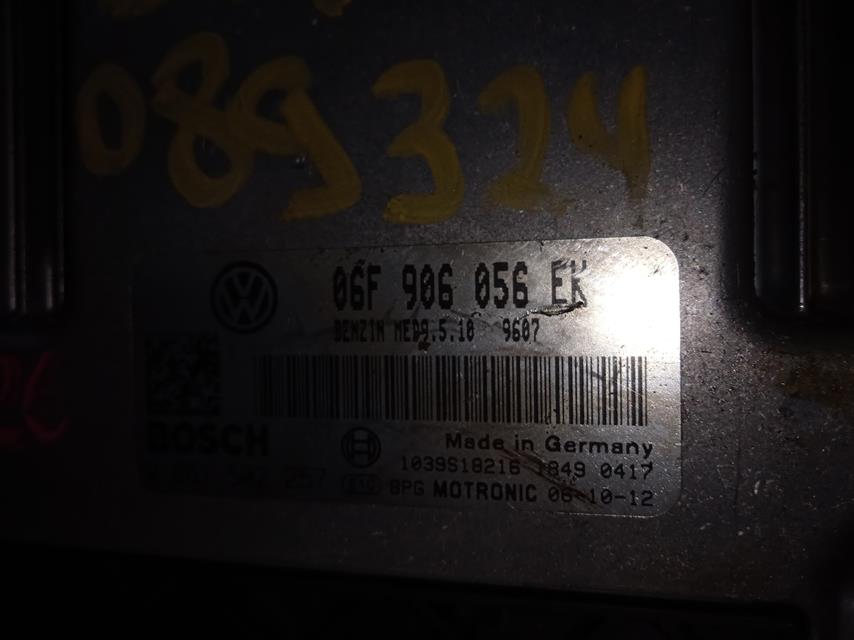 089324
06F 906 056 EK
BENZIN MED9.5.10 9607
BOSCH
Made in Germany
1039S18216 1849 0417
BPG MOTRONIC 06-10-12